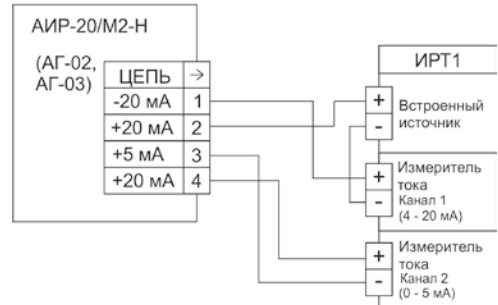 АИР-20/М2-Н
(АГ-02,
АГ-03)
ЦЕПЬ →
-20 мА 1
+20 мА 2
+5 мА 3
+20 мА 4
ИРТ1
+
-
Встроенный
источник
+
-
Измеритель
тока
Канал 1
(4 - 20 мА)
+
-
Измеритель
тока
Канал 2
(0 - 5 мА)